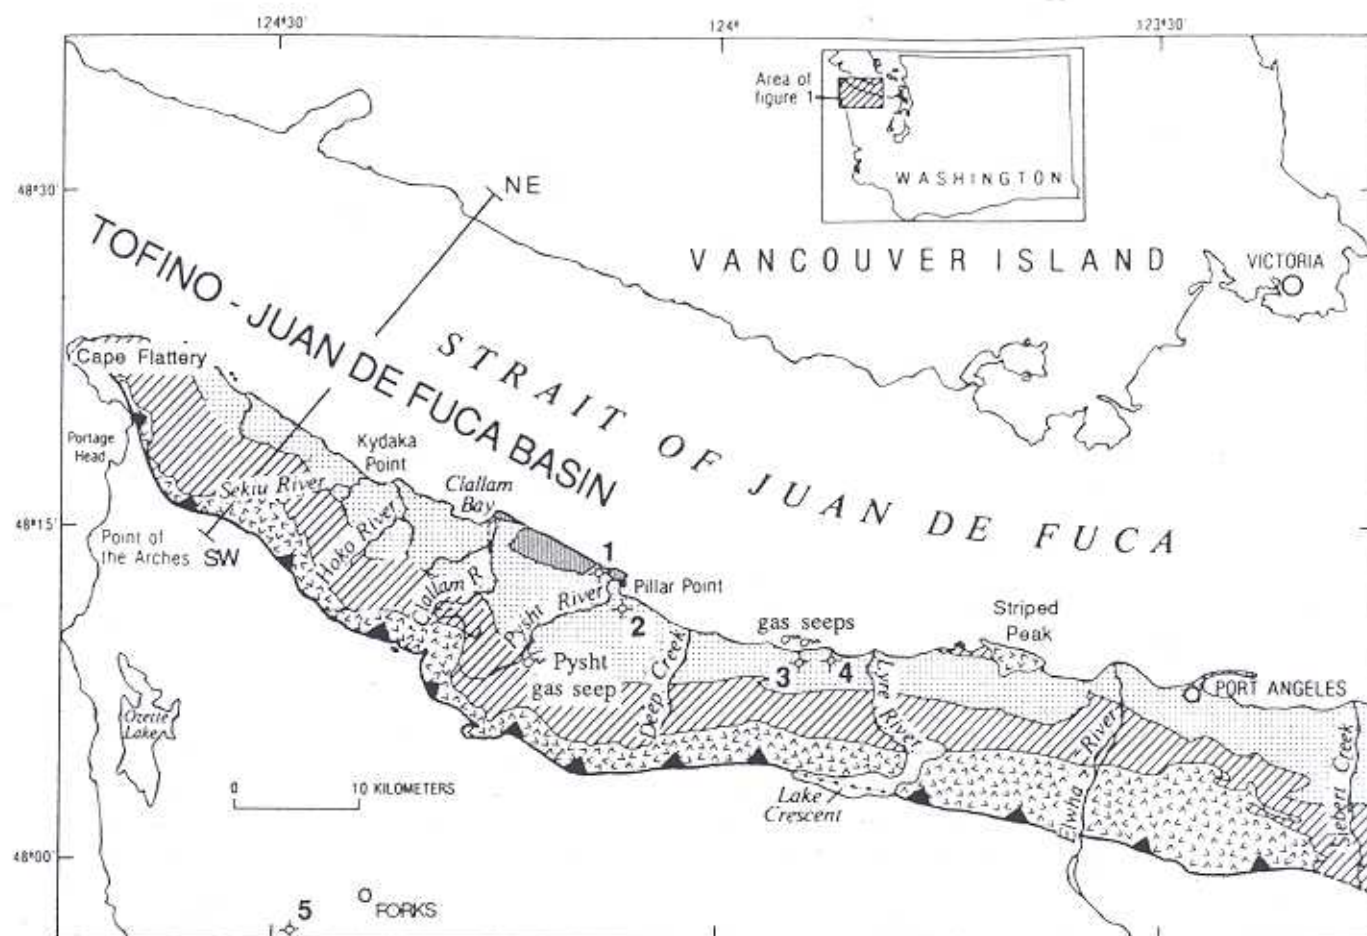 124°30'
124°
123°30'
Area of
figure 1
WASHINGTON
48°30'
NE
VANCOUVER ISLAND
VICTORIA
TOFINO - JUAN DE FUCA BASIN
STRAIT OF JUAN DE FUCA
Cape Flattery
Portage
Head
Kydaka
Point
Sekiu River
Clallam
Bay
48°15'
Point of
the Arches
SW
Hoko River
Clallam R
1
Pillar Point
Pysht River
2
Striped
Peak
gas seeps
Deep Creek
3
4
Lyre River
Pysht
gas seep
PORT ANGELES
Ozette
Lake
0
10 KILOMETERS
Lake
Crescent
Elwha River
Siebert Creek
48°00'
5
FORKS